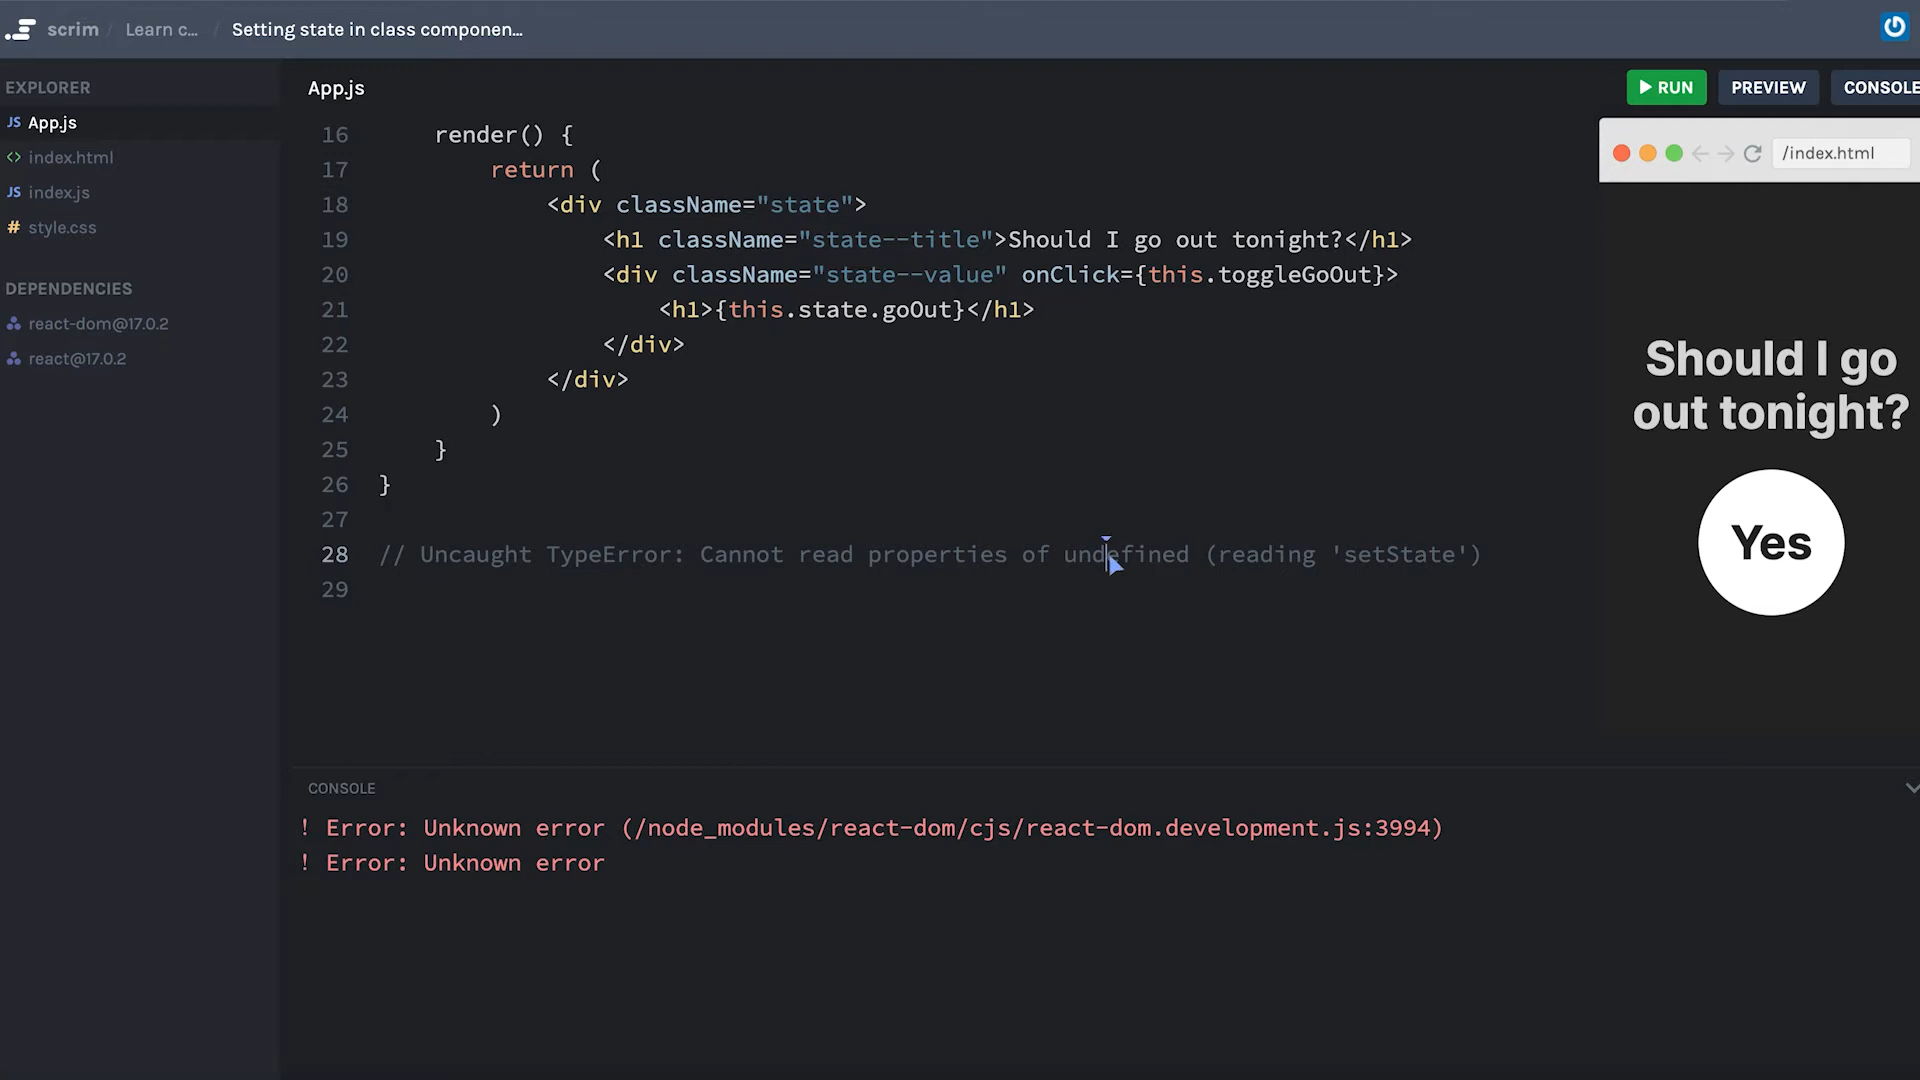 scrim / Learn c... / Setting state in class componen...
EXPLORER
JS App.js
<> index.html
JS index.js
# style.css
DEPENDENCIES
react-dom@17.0.2
react@17.0.2
App.js
RUN PREVIEW CONSOLE
16 render() {
17 return (
18 <div className="state">
19 <h1 className="state--title">Should I go out tonight?</h1>
20 <div className="state--value" onClick={this.toggleGoOut}>
21 <h1>{this.state.goOut}</h1>
22 </div>
23 </div>
24 )
25 }
26 }
27
28 // Uncaught TypeError: Cannot read properties of undefined (reading 'setState')
29
/index.html
Should I go
out tonight?
Yes
CONSOLE
! Error: Unknown error (/node_modules/react-dom/cjs/react-dom.development.js:3994)
! Error: Unknown error